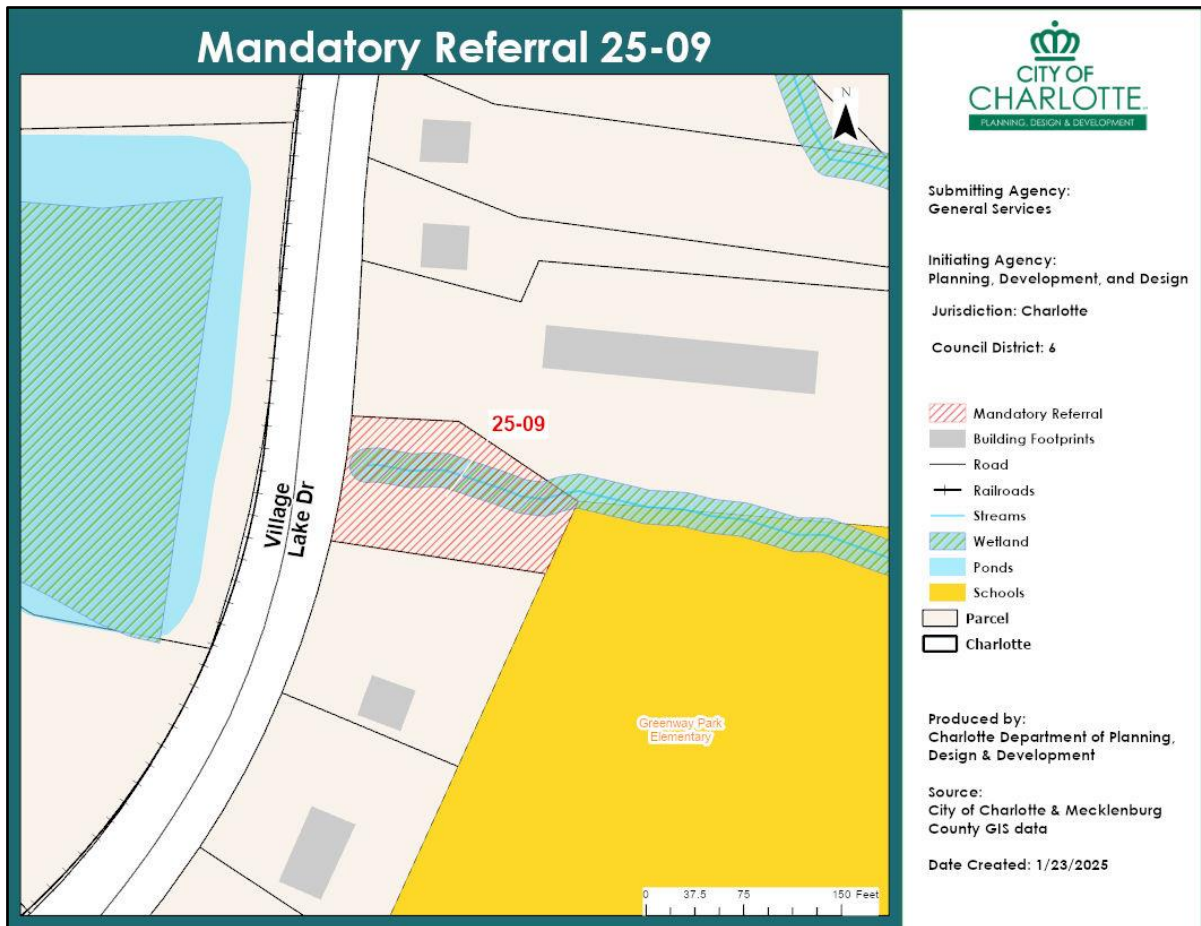 Mandatory Referral 25-09
N
25-09
Village
Lake Dr
Greenway Park
Elementary
0 37.5 75 150 Feet
CITY OF
CHARLOTTE
PLANNING, DESIGN & DEVELOPMENT
Submitting Agency:
General Services
Initiating Agency:
Planning, Development, and Design
Jurisdiction: Charlotte
Council District: 6
Mandatory Referral
Building Footprints
Road
Railroads
Streams
Wetland
Ponds
Schools
Parcel
Charlotte
Produced by:
Charlotte Department of Planning,
Design & Development
Source:
City of Charlotte & Mecklenburg
County GIS data
Date Created: 1/23/2025